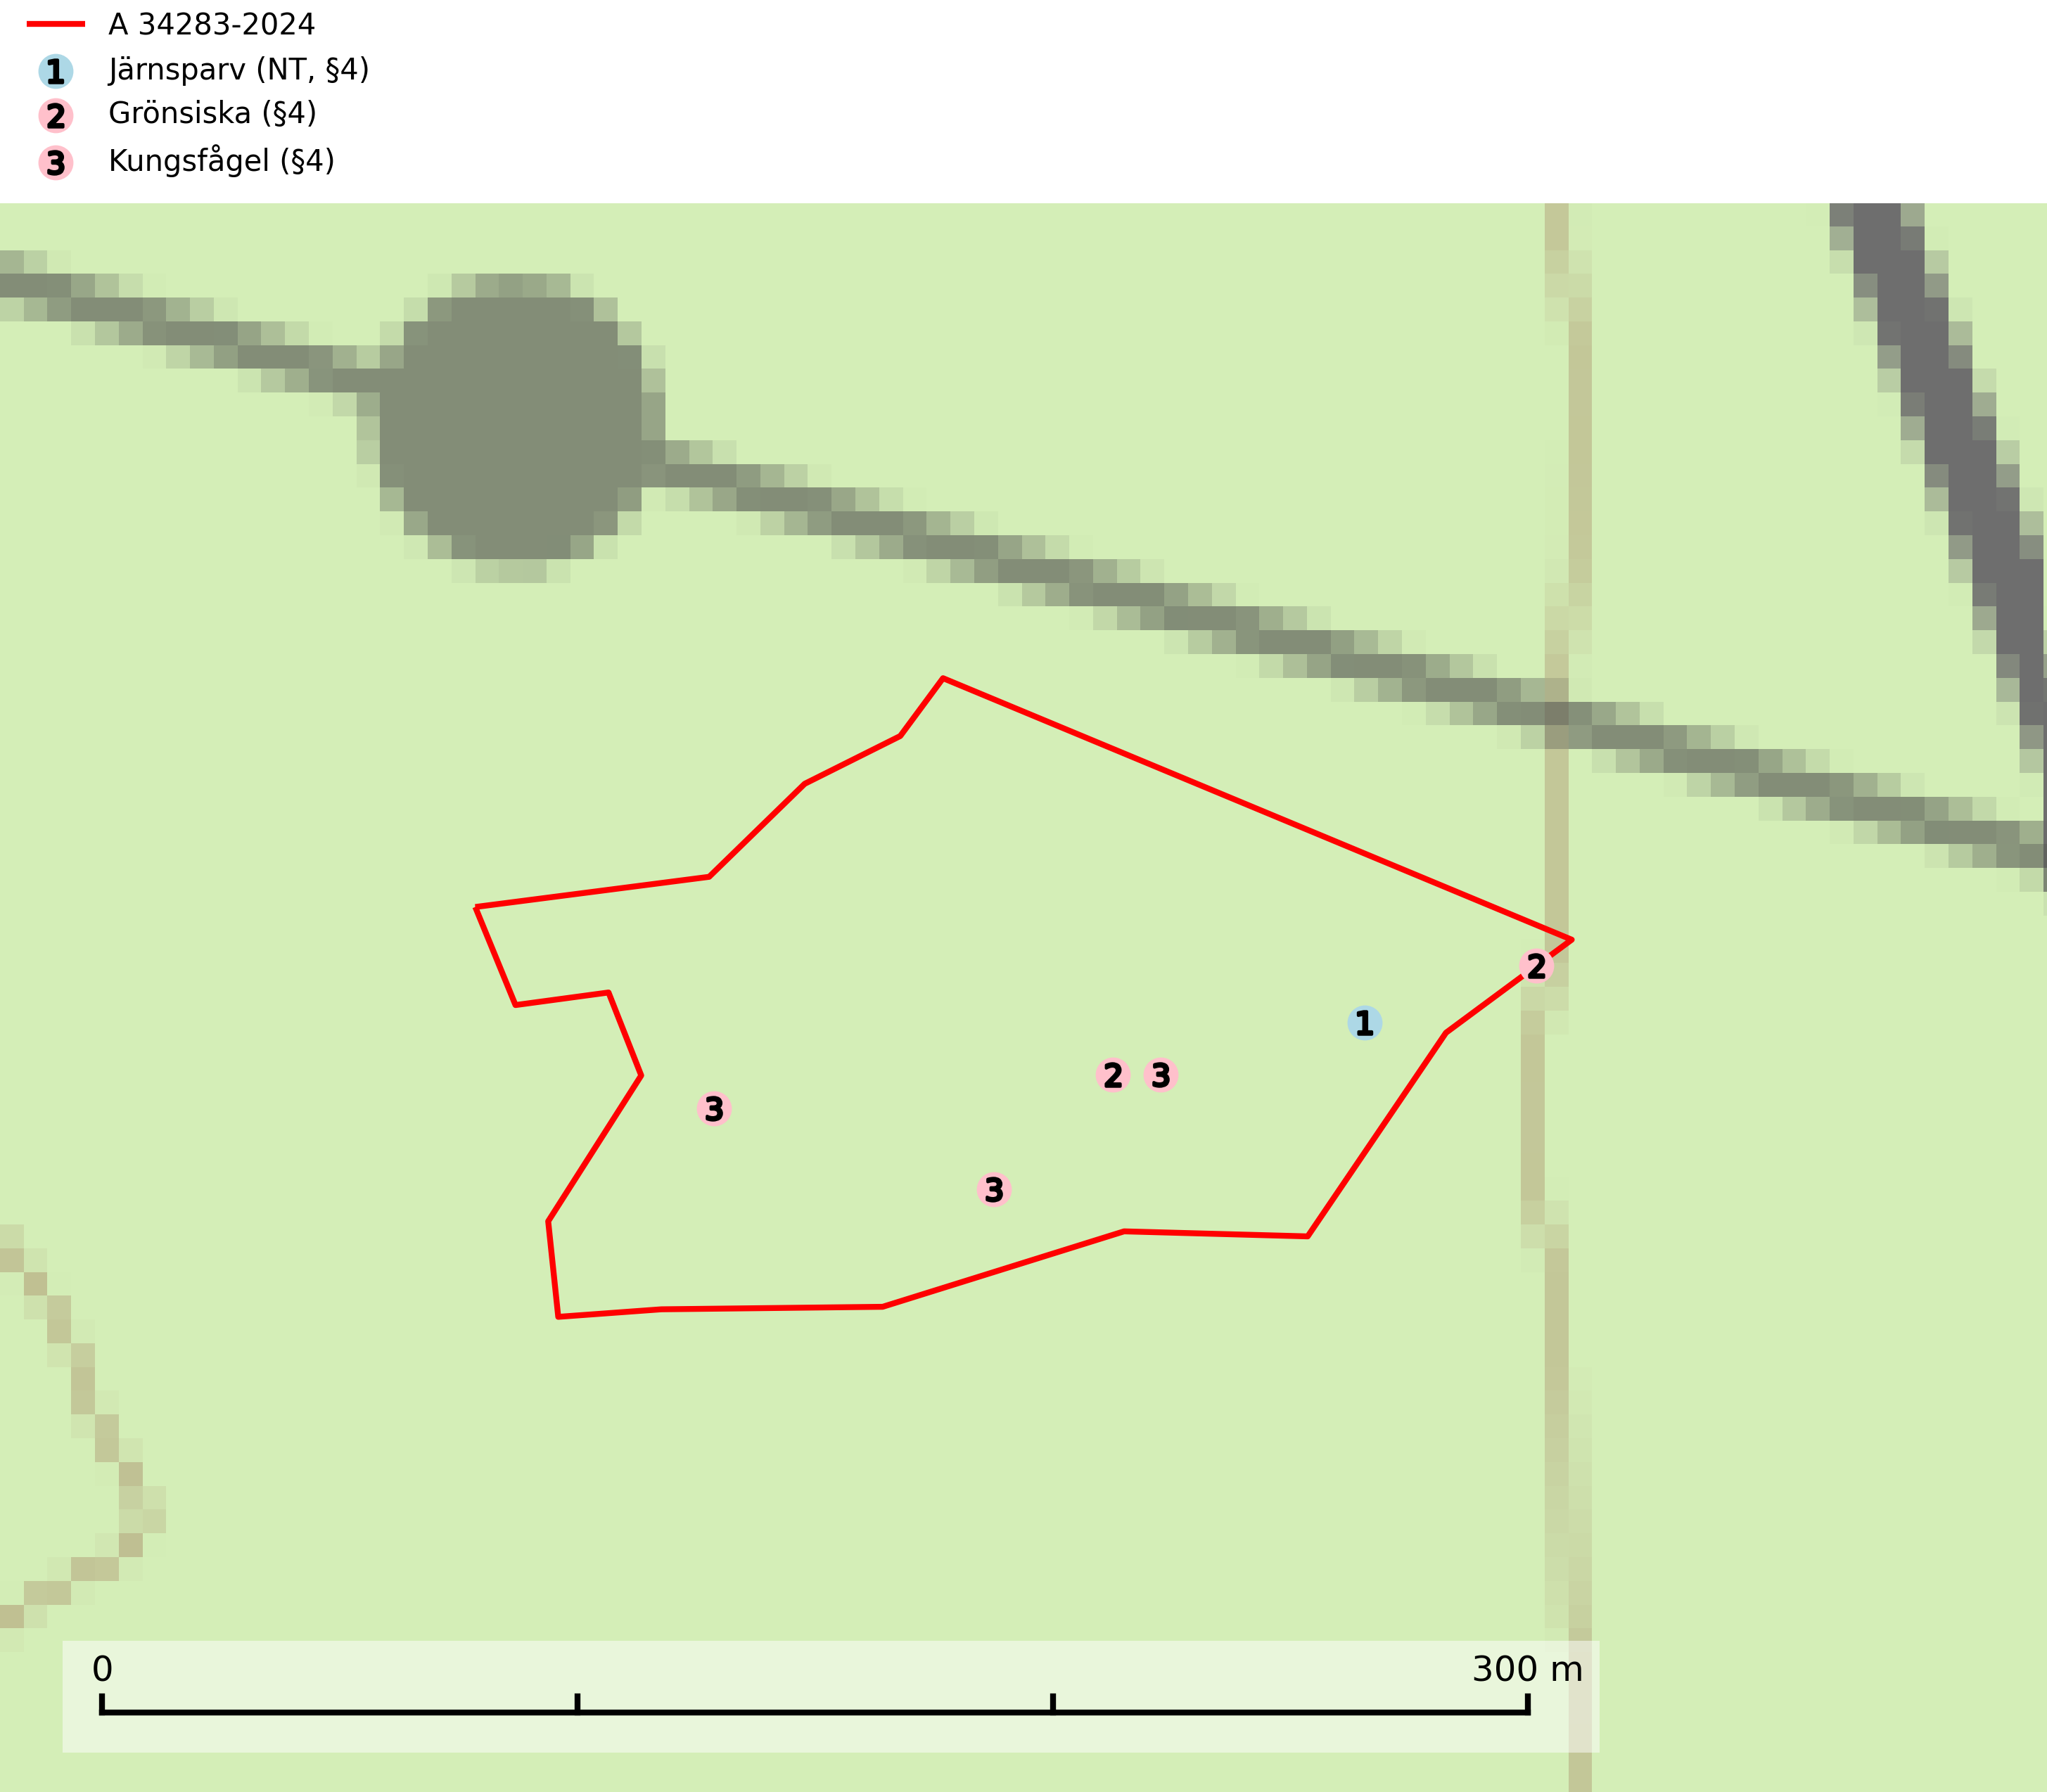 A 34283-2024
1 Järnsparv (NT, §4)
2 Grönsiska (§4)
3 Kungsfågel (§4)
2
1
2 3
3
3
0 300 m